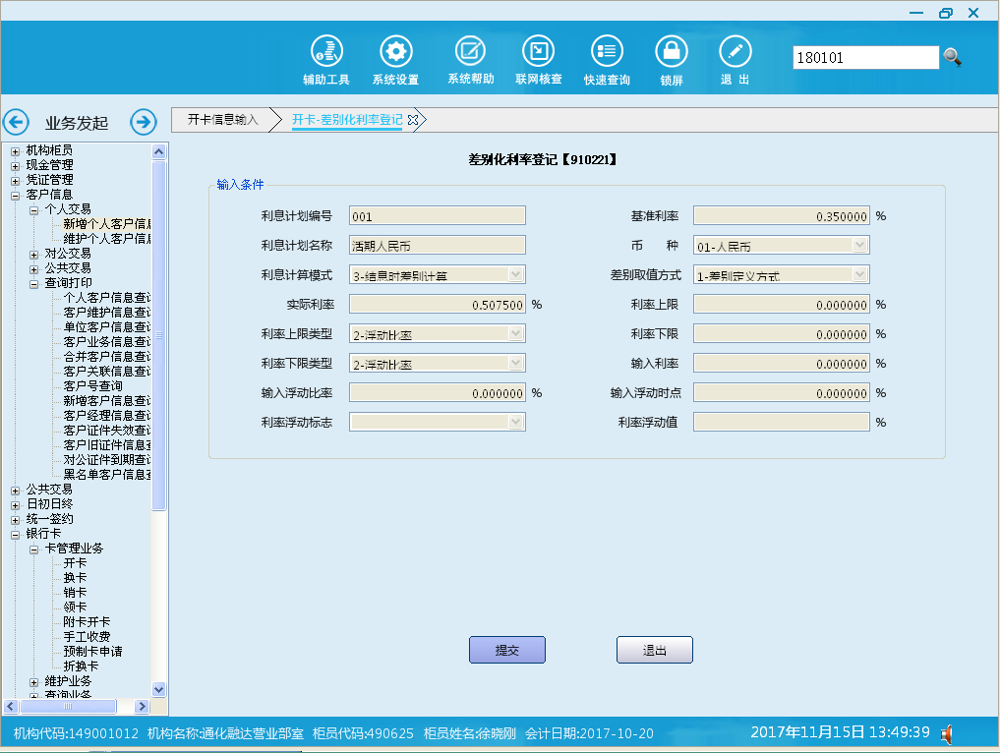 辅助工具 系统设置 系统帮助 联网核查 快速查询 锁屏 退 出 180101
业务发起 开卡信息输入 开卡-差别化利率登记
机构柜员
现金管理
凭证管理
客户信息
个人交易
新增个人客户信息
维护个人客户信息
对公交易
公共交易
查询打印
个人客户信息查询
客户维护信息查询
单位客户信息查询
客户业务信息查询
合并客户信息查询
客户关联信息查询
客户号查询
新增客户信息查询
客户经理信息查询
客户证件失效查询
客户旧证件信息查
对公证件到期查询
黑名单客户信息查
公共交易
日初日终
统一签约
银行卡
卡管理业务
开卡
换卡
销卡
领卡
附卡开卡
手工收费
预制卡申请
折换卡
维护业务
查询业务
差别化利率登记【910221】
输入条件
利息计划编号 001 基准利率 0.350000 %
利息计划名称 活期人民币 币 种 01-人民币
利息计算模式 3-结息时差别计算 差别取值方式 1-差别定义方式
实际利率 0.507500 % 利率上限 0.000000 %
利率上限类型 2-浮动比率 利率下限 0.000000 %
利率下限类型 2-浮动比率 输入利率 0.000000 %
输入浮动比率 0.000000 % 输入浮动时点 0.000000 %
利率浮动标志 利率浮动值 %
提交 退出
机构代码:149001012 机构名称:通化融达营业部室 柜员代码:490625 柜员姓名:徐晓刚 会计日期:2017-10-20 2017年11月15日 13:49:39